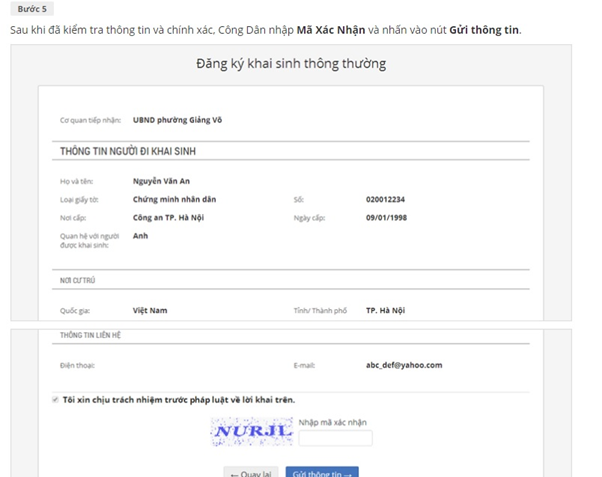 Bước 5
Sau khi đã kiểm tra thông tin và chính xác, Công Dân nhập Mã Xác Nhận và nhấn vào nút Gửi thông tin.
Đăng ký khai sinh thông thường
Cơ quan tiếp nhận: UBND phường Giảng Võ
THÔNG TIN NGƯỜI ĐI KHAI SINH
Họ và tên: Nguyễn Văn An
Loại giấy tờ: Chứng minh nhân dân Số: 020012234
Nơi cấp: Công an TP. Hà Nội Ngày cấp: 09/01/1998
Quan hệ với người Anh
được khai sinh:
NƠI CƯ TRÚ
Quốc gia: Việt Nam Tỉnh/ Thành phố TP. Hà Nội
THÔNG TIN LIÊN HỆ
Điện thoại: E-mail: abc_def@yahoo.com
Tôi xin chịu trách nhiệm trước pháp luật về lời khai trên.
NURJL Nhập mã xác nhận
← Quay lại Gửi thông tin →